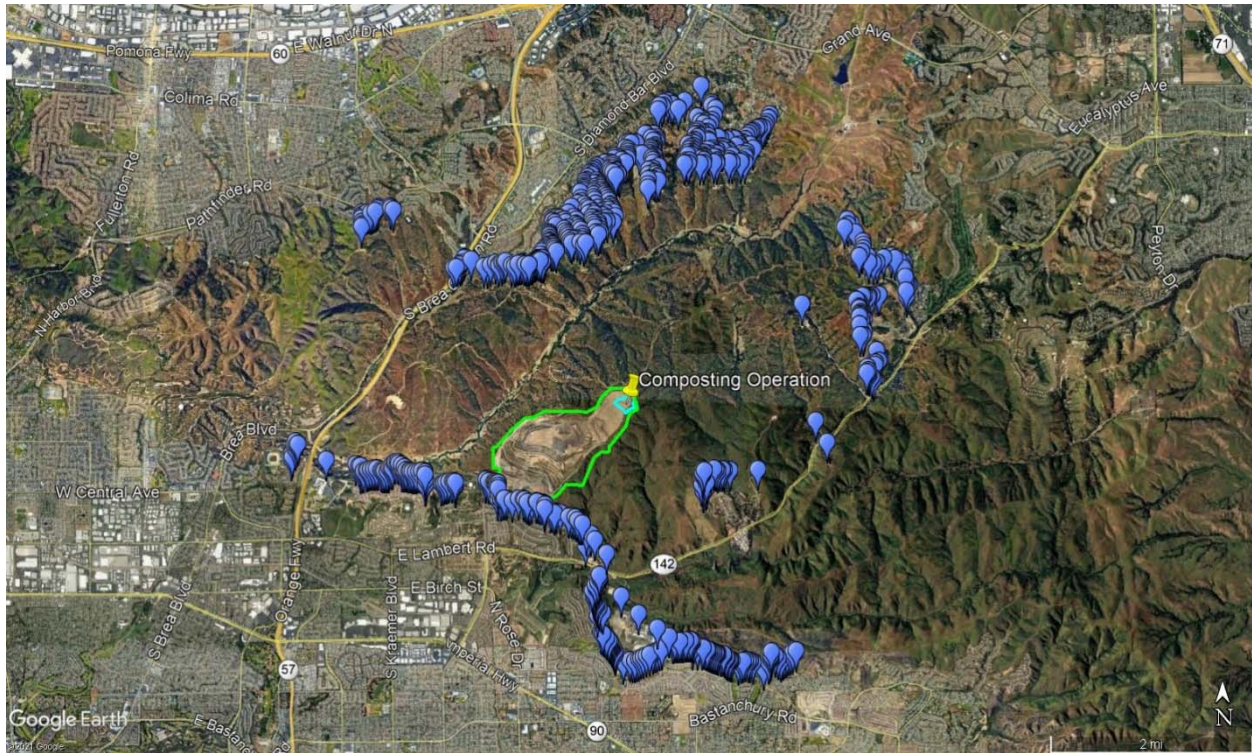 E Walnut Dr N
Pomona Fwy
60
Grand Ave
71
Colima Rd
S Diamond Bar Blvd
Eucalyptus Ave
Fullerton Rd
Pathfinder Rd
Peyton Dr
N Harbor Blvd
S Brea
Rd
Composting Operation
Brea Blvd
W Central Ave
E Lambert Rd
142
Orange Fwy
E Birch St
S Kraemer Blvd
N Rose Dr
S Brea Blvd
Imperial Hwy
57
Bastanchury Rd
90
N
Google Earth
©2021 Google
2 mi